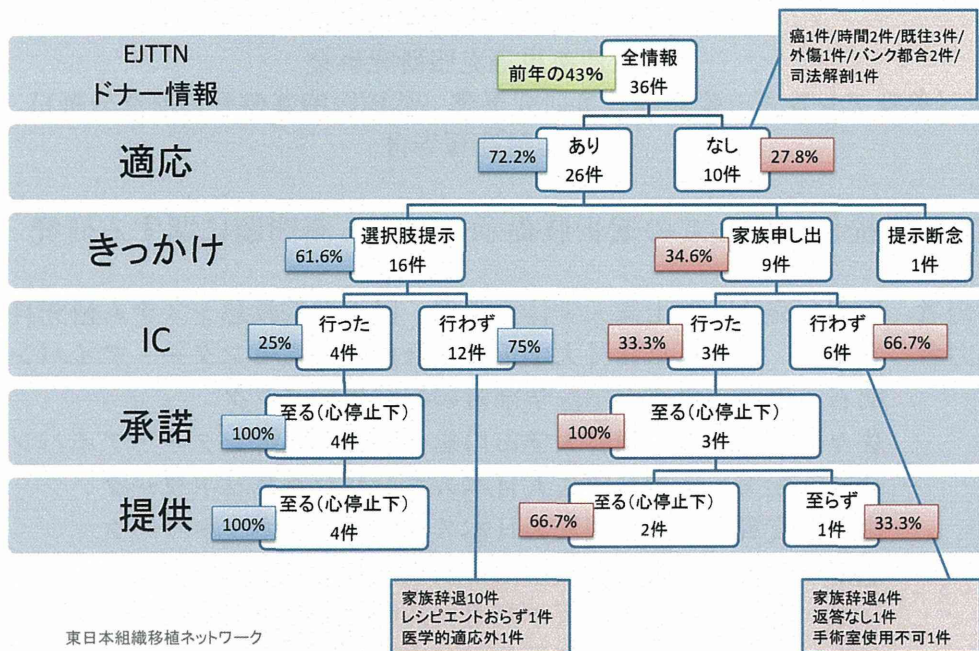 EJTTN
ドナー情報
前年の43%
全情報
36件
癌1件/時間2件/既往3件/
外傷1件/バンク都合2件/
司法解剖1件
適応
72.2%
あり
26件
なし
10件
27.8%
きっかけ
61.6%
選択肢提示
16件
34.6%
家族申し出
9件
提示断念
1件
IC
25%
行った
4件
行わず
12件
75%
33.3%
行った
3件
行わず
6件
66.7%
承諾
100%
至る(心停止下)
4件
100%
至る(心停止下)
3件
提供
100%
至る(心停止下)
4件
66.7%
至る(心停止下)
2件
至らず
1件
33.3%
家族辞退10件
レシピエントおらず1件
医学的適応外1件
家族辞退4件
返答なし1件
手術室使用不可1件
東日本組織移植ネットワーク